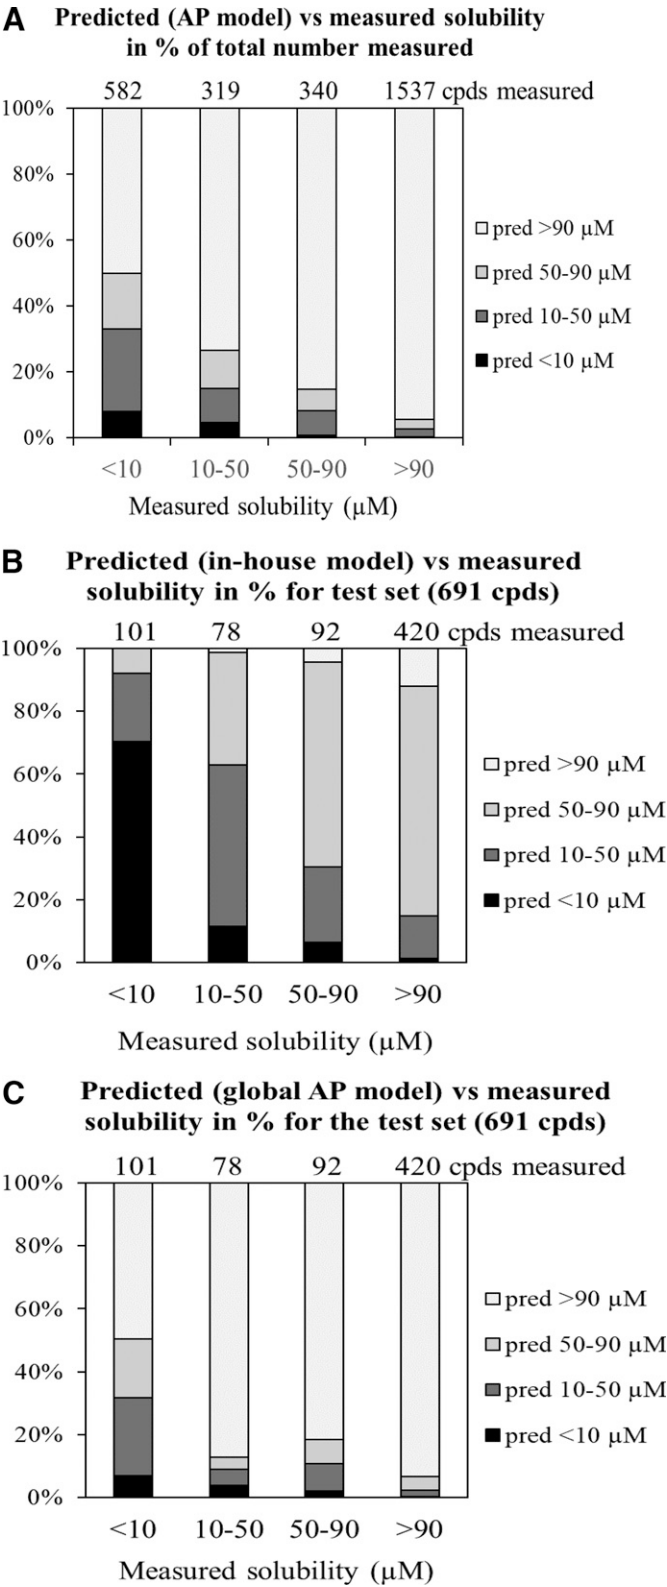 A
Predicted (AP model) vs measured solubility
in % of total number measured
582 319 340 1537 cpds measured
100%
80%
60%
40%
20%
0%
pred >90 µM
pred 50-90 µM
pred 10-50 µM
pred <10 µM
<10 10-50 50-90 >90
Measured solubility (µM)
B
Predicted (in-house model) vs measured
solubility in % for test set (691 cpds)
101 78 92 420 cpds measured
100%
80%
60%
40%
20%
0%
pred >90 µM
pred 50-90 µM
pred 10-50 µM
pred <10 µM
<10 10-50 50-90 >90
Measured solubility (µM)
C
Predicted (global AP model) vs measured
solubility in % for the test set (691 cpds)
101 78 92 420 cpds measured
100%
80%
60%
40%
20%
0%
pred >90 µM
pred 50-90 µM
pred 10-50 µM
pred <10 µM
<10 10-50 50-90 >90
Measured solubility (µM)